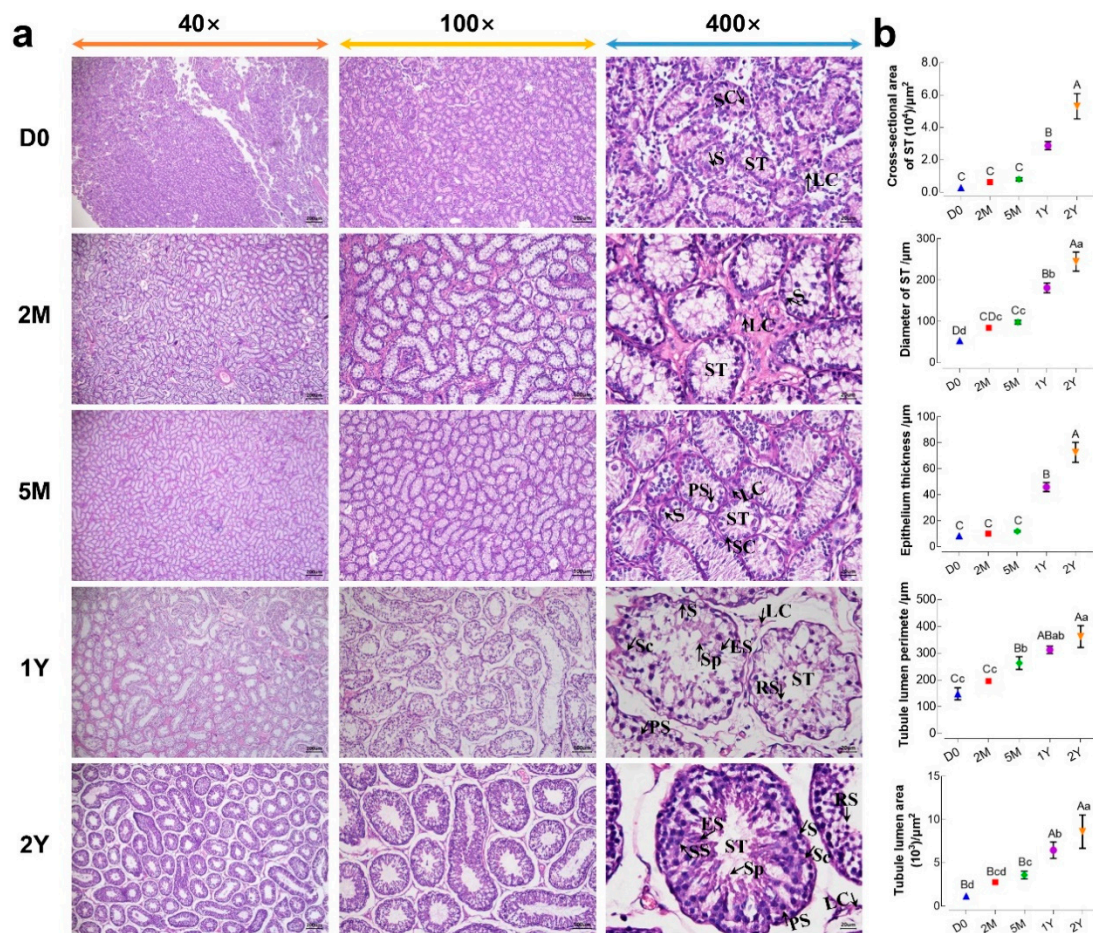 a
40×
100×
400×
b
D0
SC
S
ST
LC
2M
S
LC
ST
5M
PS
LC
S
ST
SC
1Y
S
LC
Sc
ES
Sp
ST
RS
PS
2Y
ES
RS
S
SS
ST
Sc
Sp
LC
PS
Cross-sectional area
of ST (10⁴)/μm²
8.0
6.0
4.0
2.0
0.0
C
C
C
B
A
D0
2M
5M
1Y
2Y
Diameter of ST /μm
300
200
100
0
Dd
CDc
Cc
Bb
Aa
D0
2M
5M
1Y
2Y
Epithelium thickness /μm
100
80
60
40
20
0
C
C
C
B
A
D0
2M
5M
1Y
2Y
Tubule lumen perimete /μm
500
400
300
200
100
0
Cc
Cc
Bb
ABab
Aa
D0
2M
5M
1Y
2Y
Tubule lumen area
(10³)/μm²
15
10
5
0
Bd
Bcd
Bc
Ab
Aa
D0
2M
5M
1Y
2Y